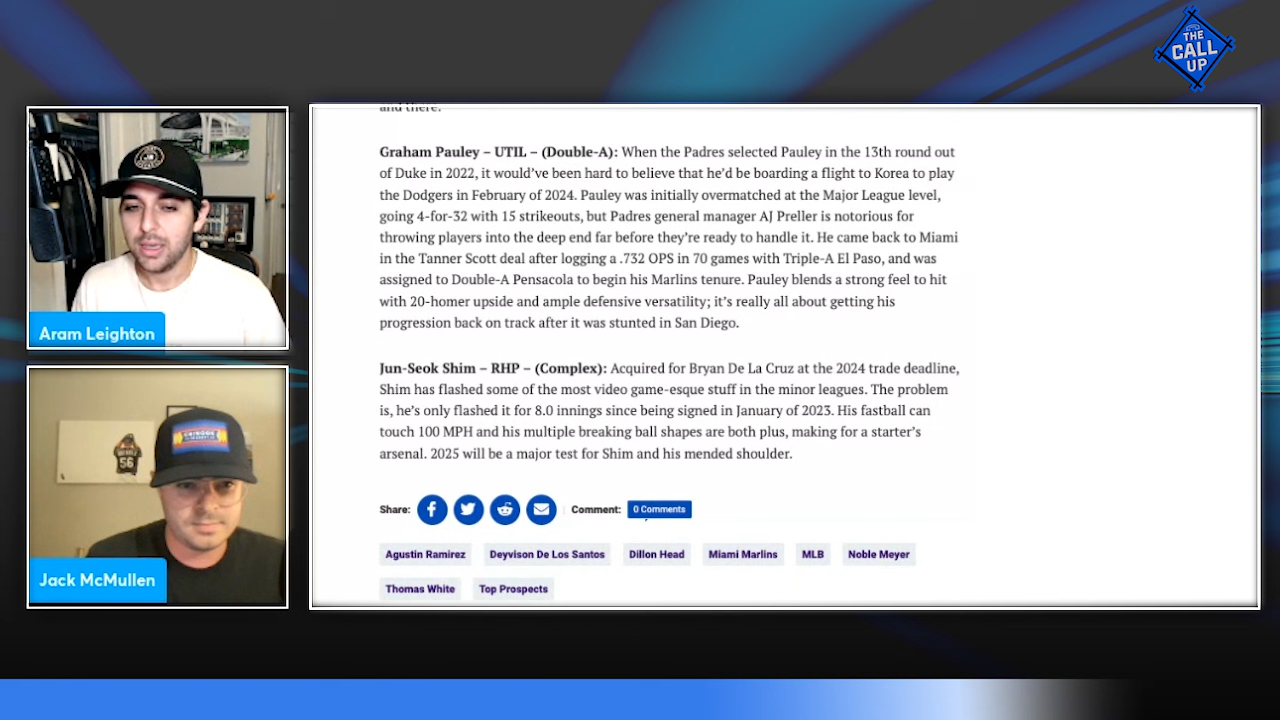 THE
CALL
UP
and there.
Graham Pauley – UTIL – (Double-A): When the Padres selected Pauley in the 13th round out
of Duke in 2022, it would've been hard to believe that he'd be boarding a flight to Korea to play
the Dodgers in February of 2024. Pauley was initially overmatched at the Major League level,
going 4-for-32 with 15 strikeouts, but Padres general manager AJ Preller is notorious for
throwing players into the deep end far before they're ready to handle it. He came back to Miami
in the Tanner Scott deal after logging a .732 OPS in 70 games with Triple-A El Paso, and was
assigned to Double-A Pensacola to begin his Marlins tenure. Pauley blends a strong feel to hit
with 20-homer upside and ample defensive versatility; it's really all about getting his
progression back on track after it was stunted in San Diego.
Jun-Seok Shim – RHP – (Complex): Acquired for Bryan De La Cruz at the 2024 trade deadline,
Shim has flashed some of the most video game-esque stuff in the minor leagues. The problem
is, he's only flashed it for 8.0 innings since being signed in January of 2023. His fastball can
touch 100 MPH and his multiple breaking ball shapes are both plus, making for a starter's
arsenal. 2025 will be a major test for Shim and his mended shoulder.
Share: Comment: 0 Comments
Agustin Ramirez Deyvison De Los Santos Dillon Head Miami Marlins MLB Noble Meyer
Thomas White Top Prospects
Aram Leighton
56
Jack McMullen